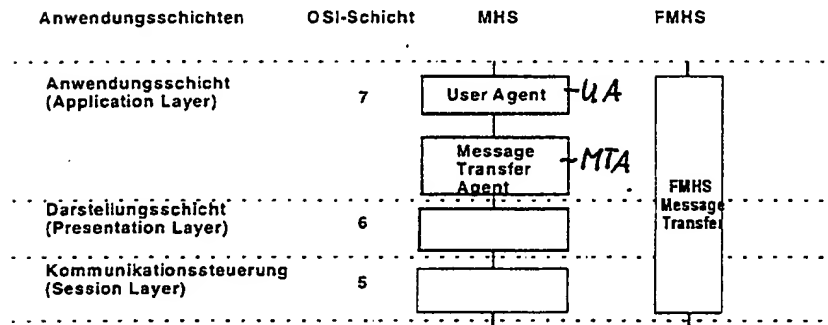 Anwendungsschichten OSI-Schicht MHS FMHS
Anwendungsschicht
(Application Layer) 7 User Agent UA
Message
Transfer
Agent MTA
FMHS
Message
Transfer
Darstellungsschicht
(Presentation Layer) 6
Kommunikationssteuerung
(Session Layer) 5